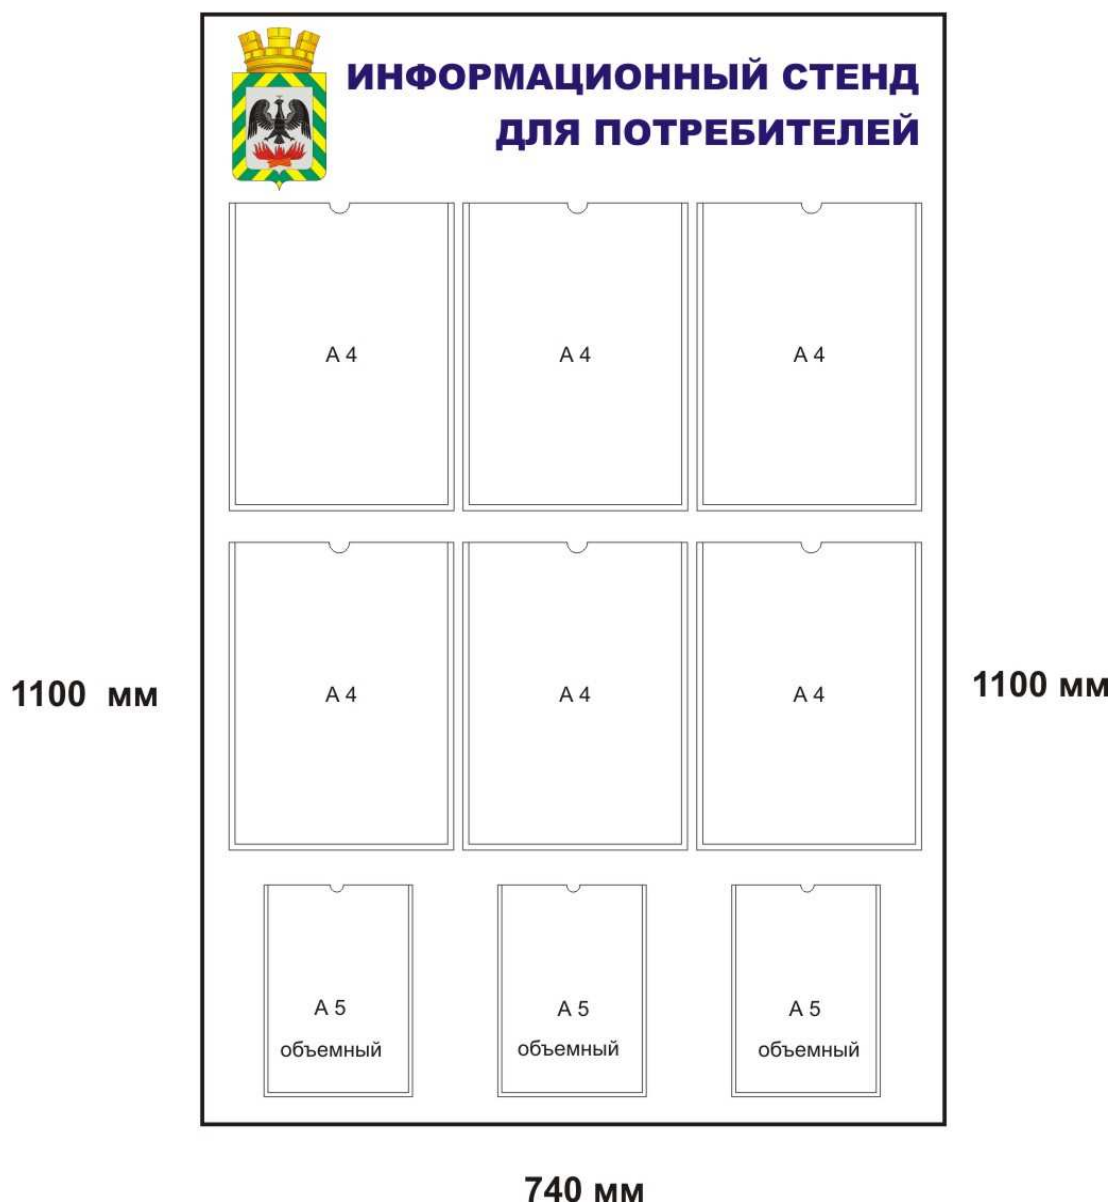 ИНФОРМАЦИОННЫЙ СТЕНД
ДЛЯ ПОТРЕБИТЕЛЕЙ
А 4
А 4
А 4
1100 мм
А 4
А 4
А 4
1100 мм
А 5
объемный
А 5
объемный
А 5
объемный
740 мм